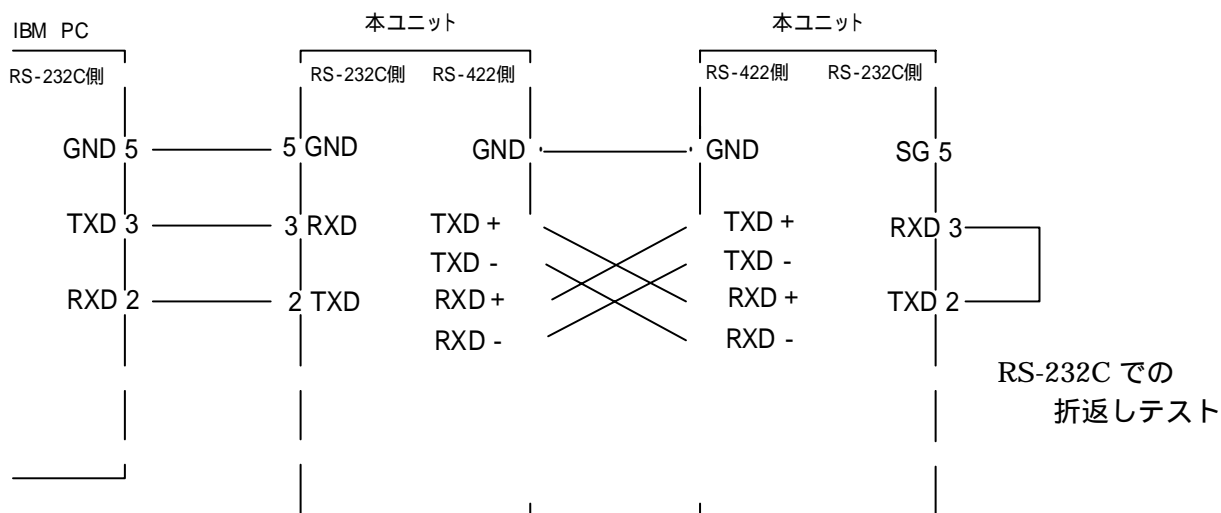 IBM PC
本ユニット
本ユニット
RS-232C側
RS-232C側 RS-422側
RS-422側 RS-232C側
GND 5
5 GND
GND
GND
SG 5
TXD 3
3 RXD
TXD +
TXD +
RXD 3
TXD -
TXD -
RXD 2
2 TXD
RXD +
RXD +
TXD 2
RXD -
RXD -
RS-232C での
折返しテスト